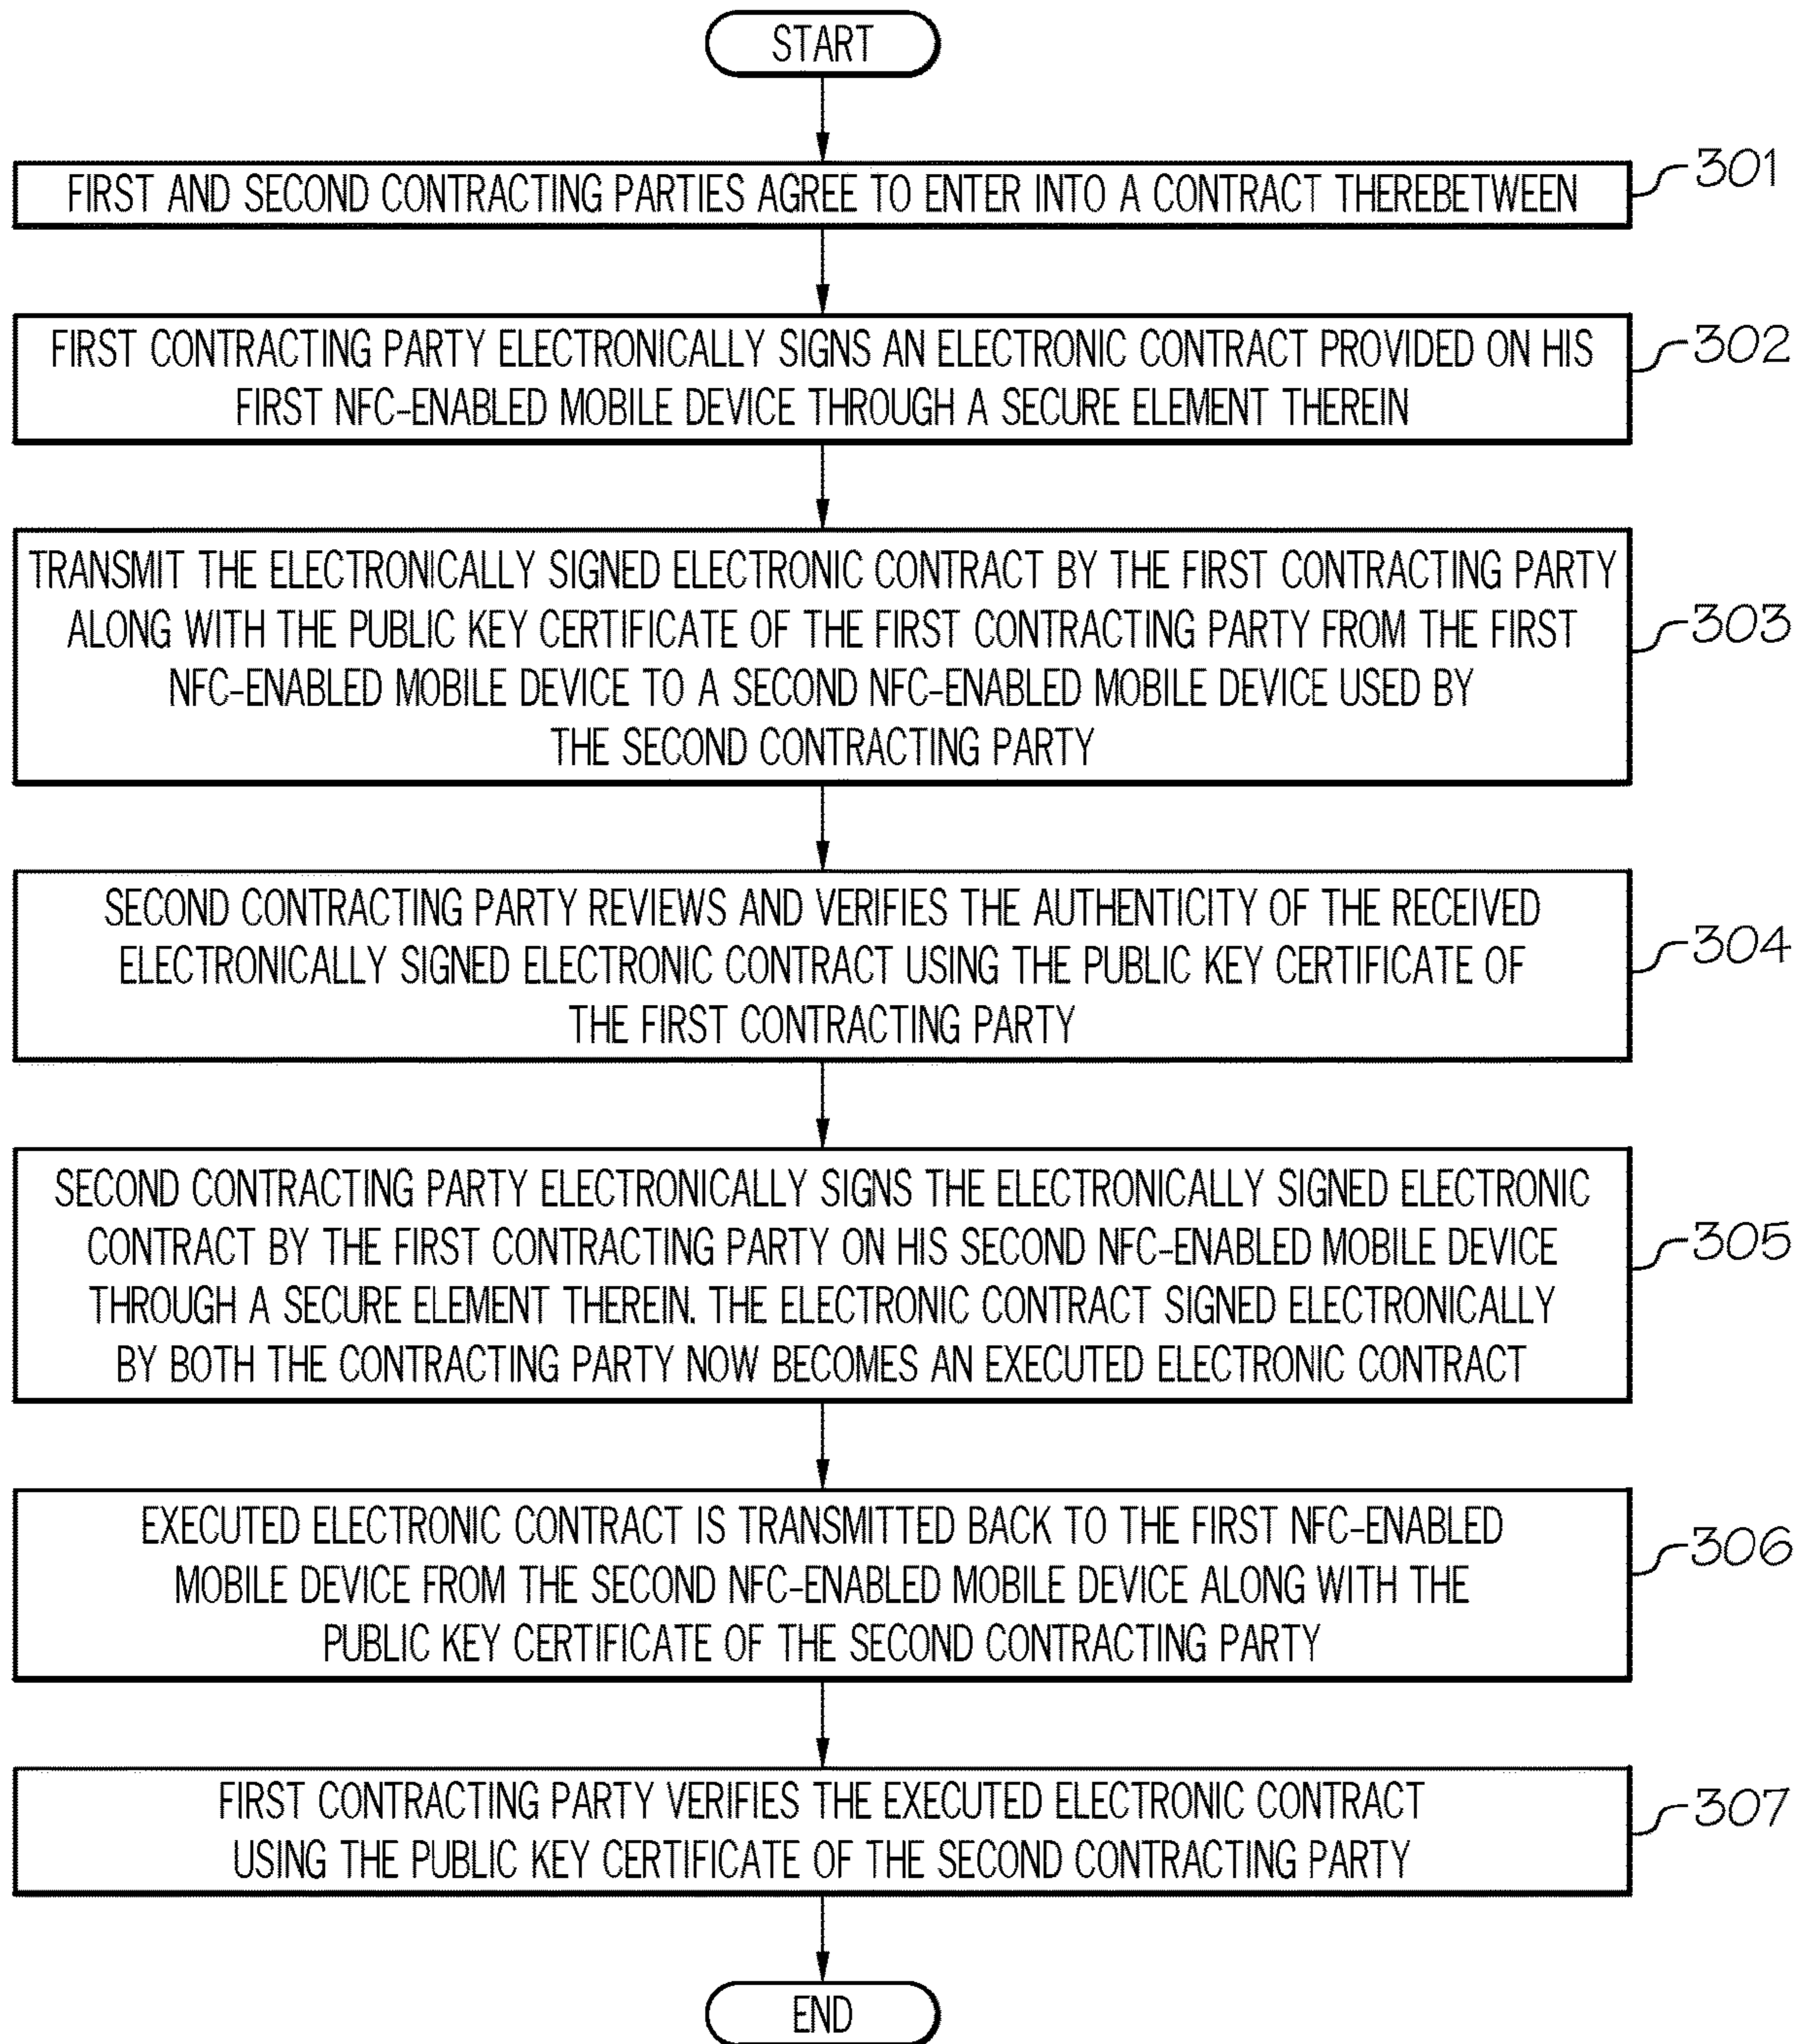 START
FIRST AND SECOND CONTRACTING PARTIES AGREE TO ENTER INTO A CONTRACT THEREBETWEEN
301
FIRST CONTRACTING PARTY ELECTRONICALLY SIGNS AN ELECTRONIC CONTRACT PROVIDED ON HIS
FIRST NFC-ENABLED MOBILE DEVICE THROUGH A SECURE ELEMENT THEREIN
302
TRANSMIT THE ELECTRONICALLY SIGNED ELECTRONIC CONTRACT BY THE FIRST CONTRACTING PARTY
ALONG WITH THE PUBLIC KEY CERTIFICATE OF THE FIRST CONTRACTING PARTY FROM THE FIRST
NFC-ENABLED MOBILE DEVICE TO A SECOND NFC-ENABLED MOBILE DEVICE USED BY
THE SECOND CONTRACTING PARTY
303
SECOND CONTRACTING PARTY REVIEWS AND VERIFIES THE AUTHENTICITY OF THE RECEIVED
ELECTRONICALLY SIGNED ELECTRONIC CONTRACT USING THE PUBLIC KEY CERTIFICATE OF
THE FIRST CONTRACTING PARTY
304
SECOND CONTRACTING PARTY ELECTRONICALLY SIGNS THE ELECTRONICALLY SIGNED ELECTRONIC
CONTRACT BY THE FIRST CONTRACTING PARTY ON HIS SECOND NFC-ENABLED MOBILE DEVICE
THROUGH A SECURE ELEMENT THEREIN. THE ELECTRONIC CONTRACT SIGNED ELECTRONICALLY
BY BOTH THE CONTRACTING PARTY NOW BECOMES AN EXECUTED ELECTRONIC CONTRACT
305
EXECUTED ELECTRONIC CONTRACT IS TRANSMITTED BACK TO THE FIRST NFC-ENABLED
MOBILE DEVICE FROM THE SECOND NFC-ENABLED MOBILE DEVICE ALONG WITH THE
PUBLIC KEY CERTIFICATE OF THE SECOND CONTRACTING PARTY
306
FIRST CONTRACTING PARTY VERIFIES THE EXECUTED ELECTRONIC CONTRACT
USING THE PUBLIC KEY CERTIFICATE OF THE SECOND CONTRACTING PARTY
307
END